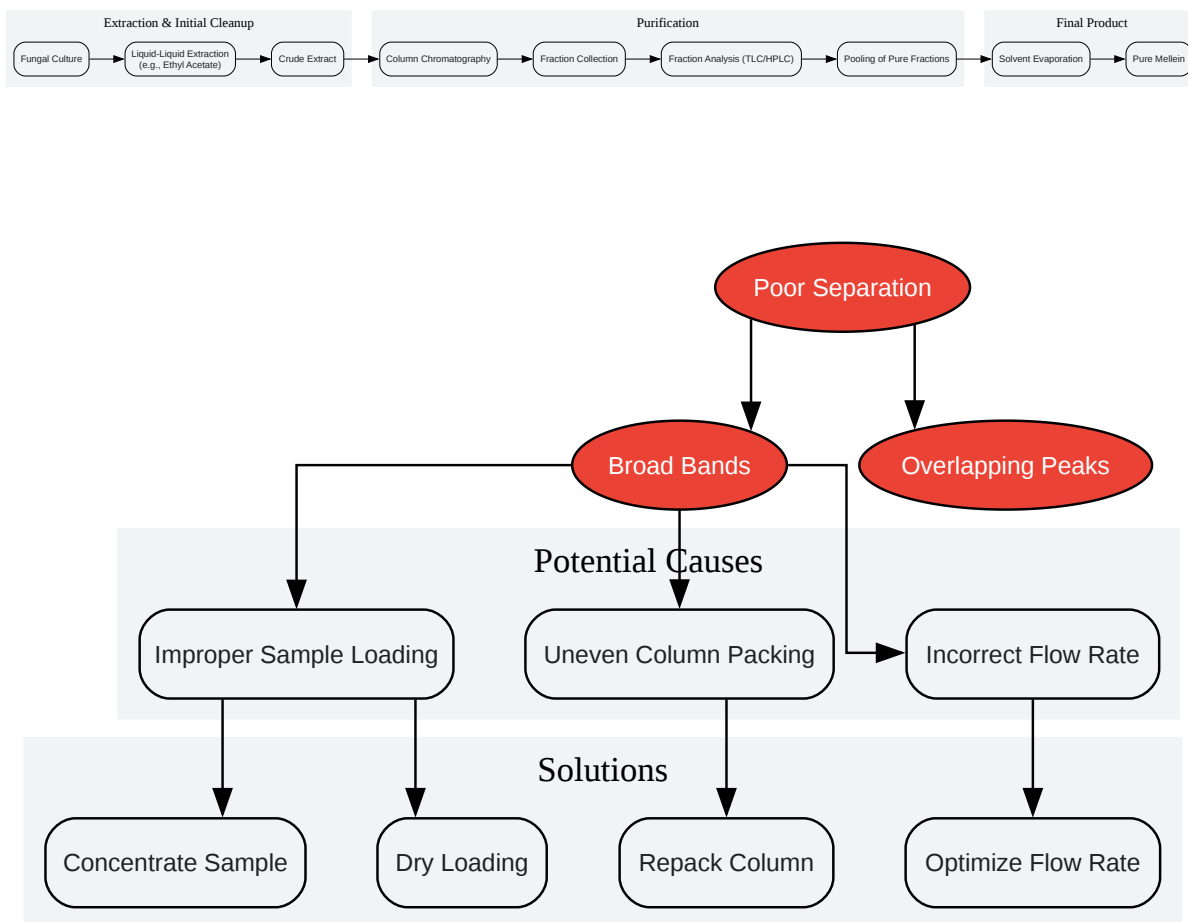 Extraction & Initial Cleanup
Purification
Final Product
Fungal Culture
Liquid-Liquid Extraction
(e.g., Ethyl Acetate)
Crude Extract
Column Chromatography
Fraction Collection
Fraction Analysis (TLC/HPLC)
Pooling of Pure Fractions
Solvent Evaporation
Pure Mellein
Poor Separation
Broad Bands
Overlapping Peaks
Potential Causes
Improper Sample Loading
Uneven Column Packing
Incorrect Flow Rate
Solutions
Concentrate Sample
Dry Loading
Repack Column
Optimize Flow Rate